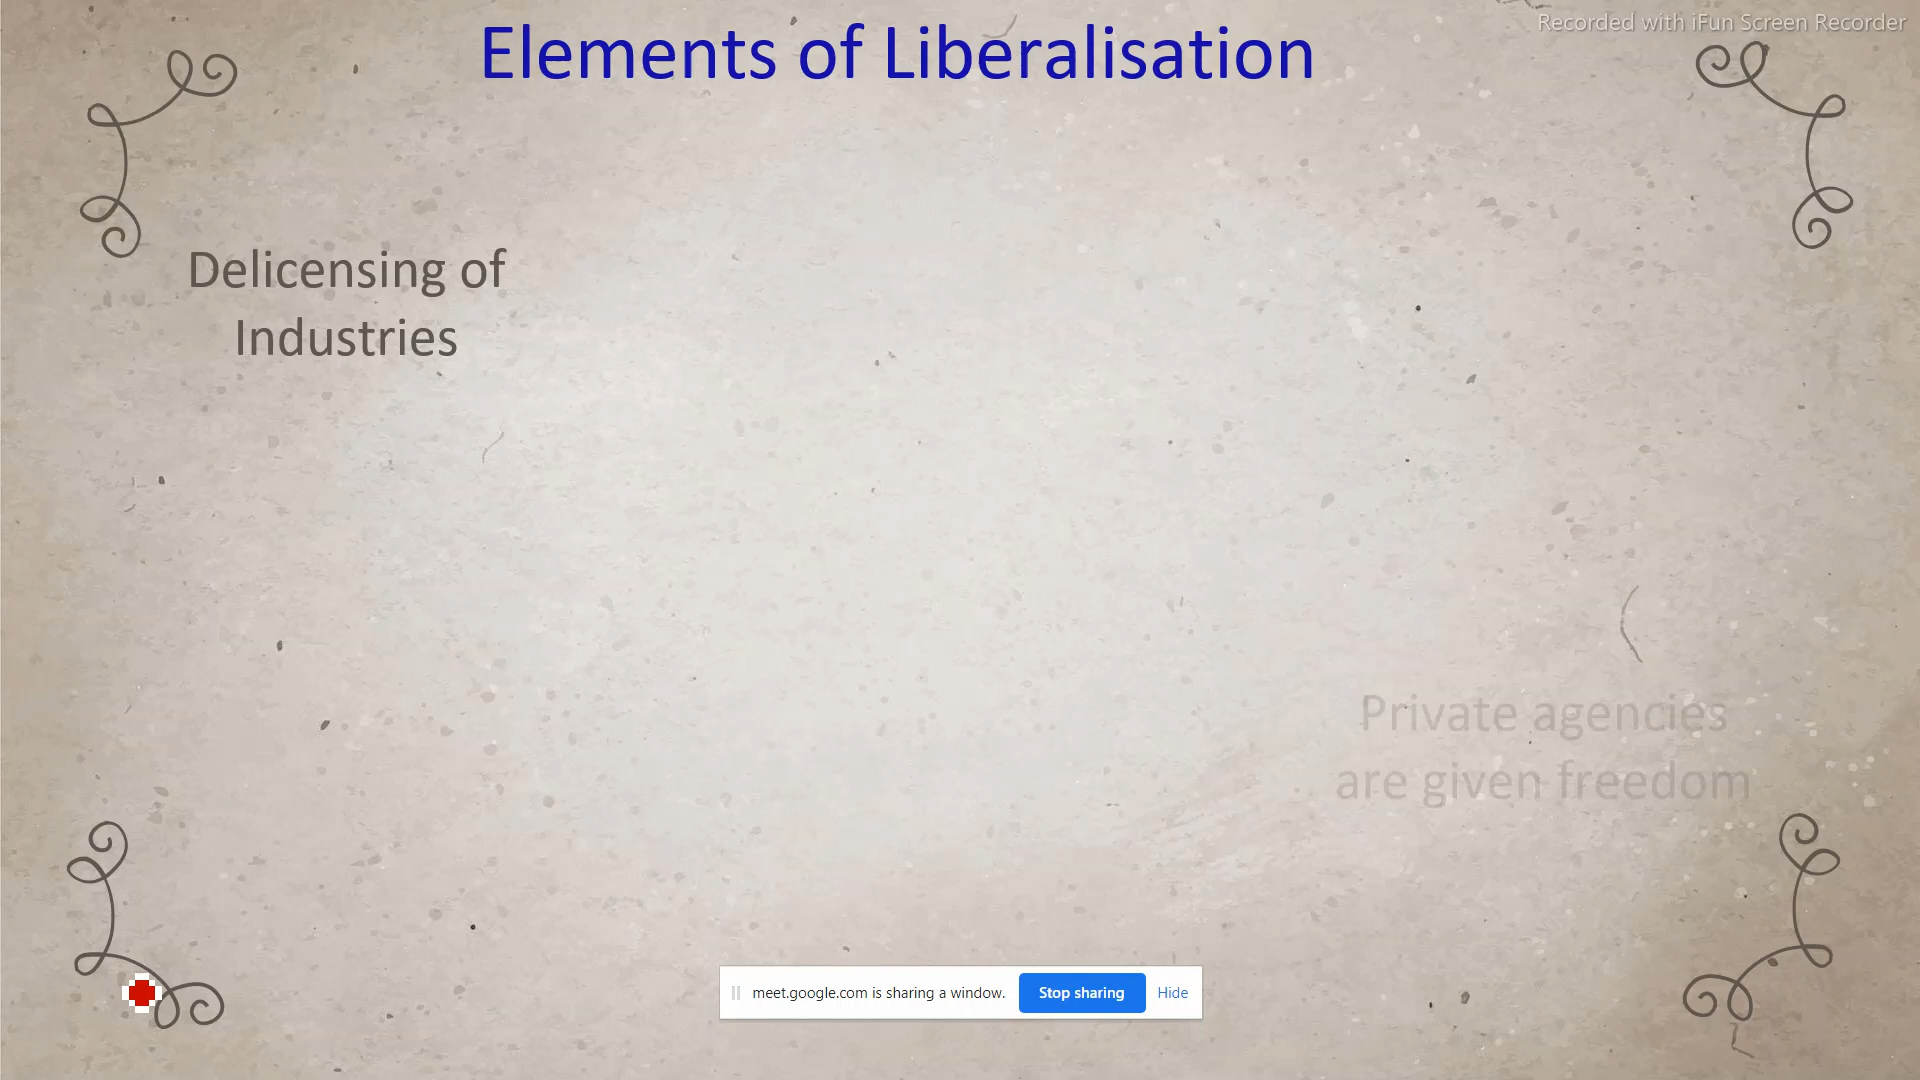 Recorded with iFun Screen Recorder
Elements of Liberalisation
Delicensing of
Industries
Private agencies
are given freedom
meet.google.com is sharing a window.
Stop sharing
Hide